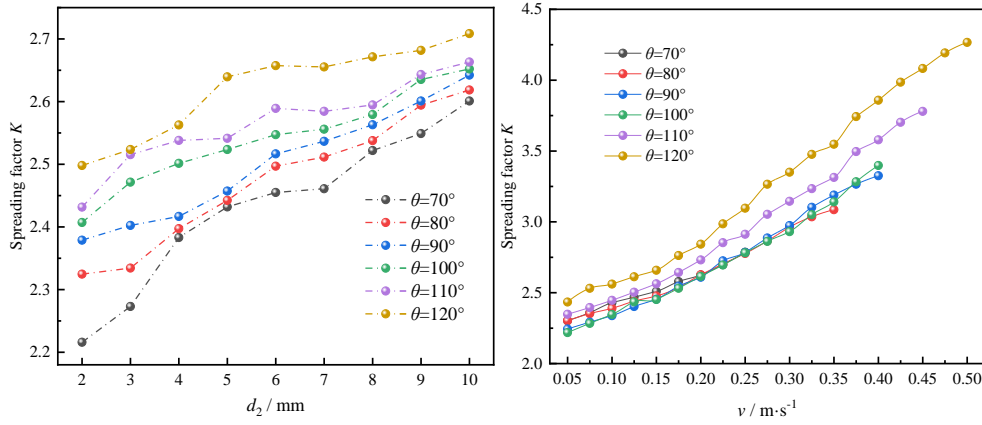 Spreading factor K
2.7
2.6
2.5
2.4
2.3
2.2
2 3 4 5 6 7 8 9 10
d₂ / mm
θ=70°
θ=80°
θ=90°
θ=100°
θ=110°
θ=120°
Spreading factor K
4.5
4.0
3.5
3.0
2.5
2.0
0.05 0.10 0.15 0.20 0.25 0.30 0.35 0.40 0.45 0.50
v / m·s⁻¹
θ=70°
θ=80°
θ=90°
θ=100°
θ=110°
θ=120°